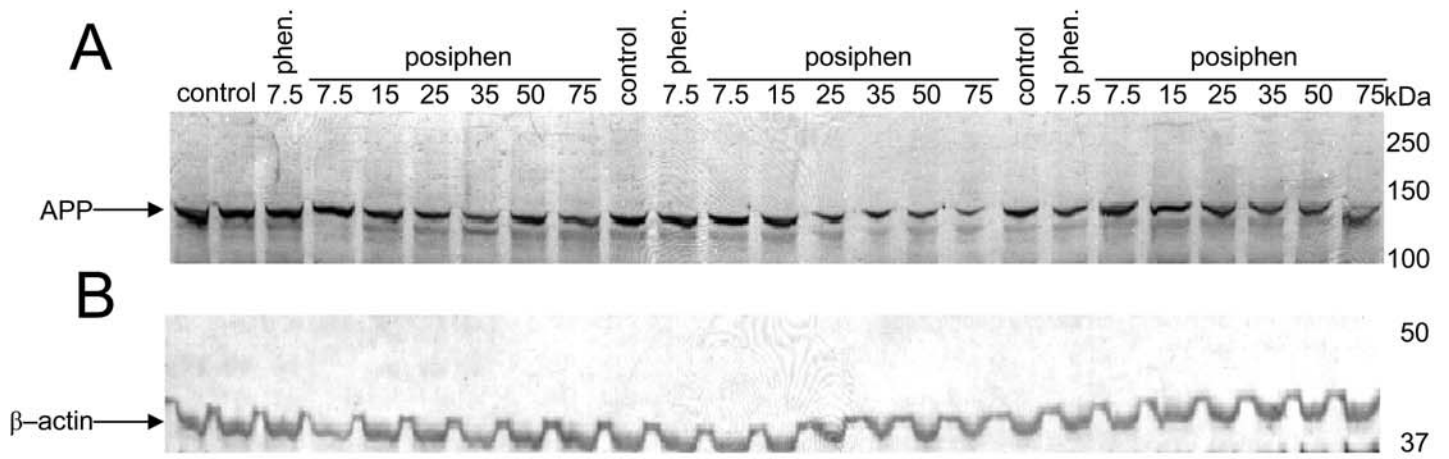 A
phen. posiphen control phen. posiphen control phen. posiphen
control 7.5 7.5 15 25 35 50 75 7.5 7.5 15 25 35 50 75 7.5 7.5 15 25 35 50 75 kDa
250
150
APP
100
B
50
β–actin
37